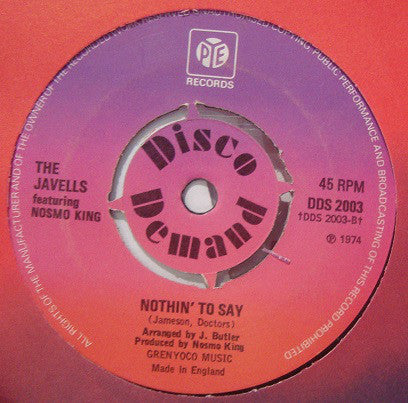 PYE
RECORDS
ALL RIGHTS OF THE MANUFACTURER AND OF THE OWNER OF THE RECORDED WORK RESERVED UNAUTHORISED COPYING PUBLIC PERFORMANCE AND BROADCASTING OF THIS RECORD PROHIBITED
Disco
Demand
THE
JAVELLS
featuring
NOSMO KING
45 RPM
DDS 2003
†DDS 2003-B†
℗ 1974
NOTHIN' TO SAY
(Jameson, Doctors)
Arranged by J. Butler
Produced by Nosmo King
GRENYOCO MUSIC
Made in England